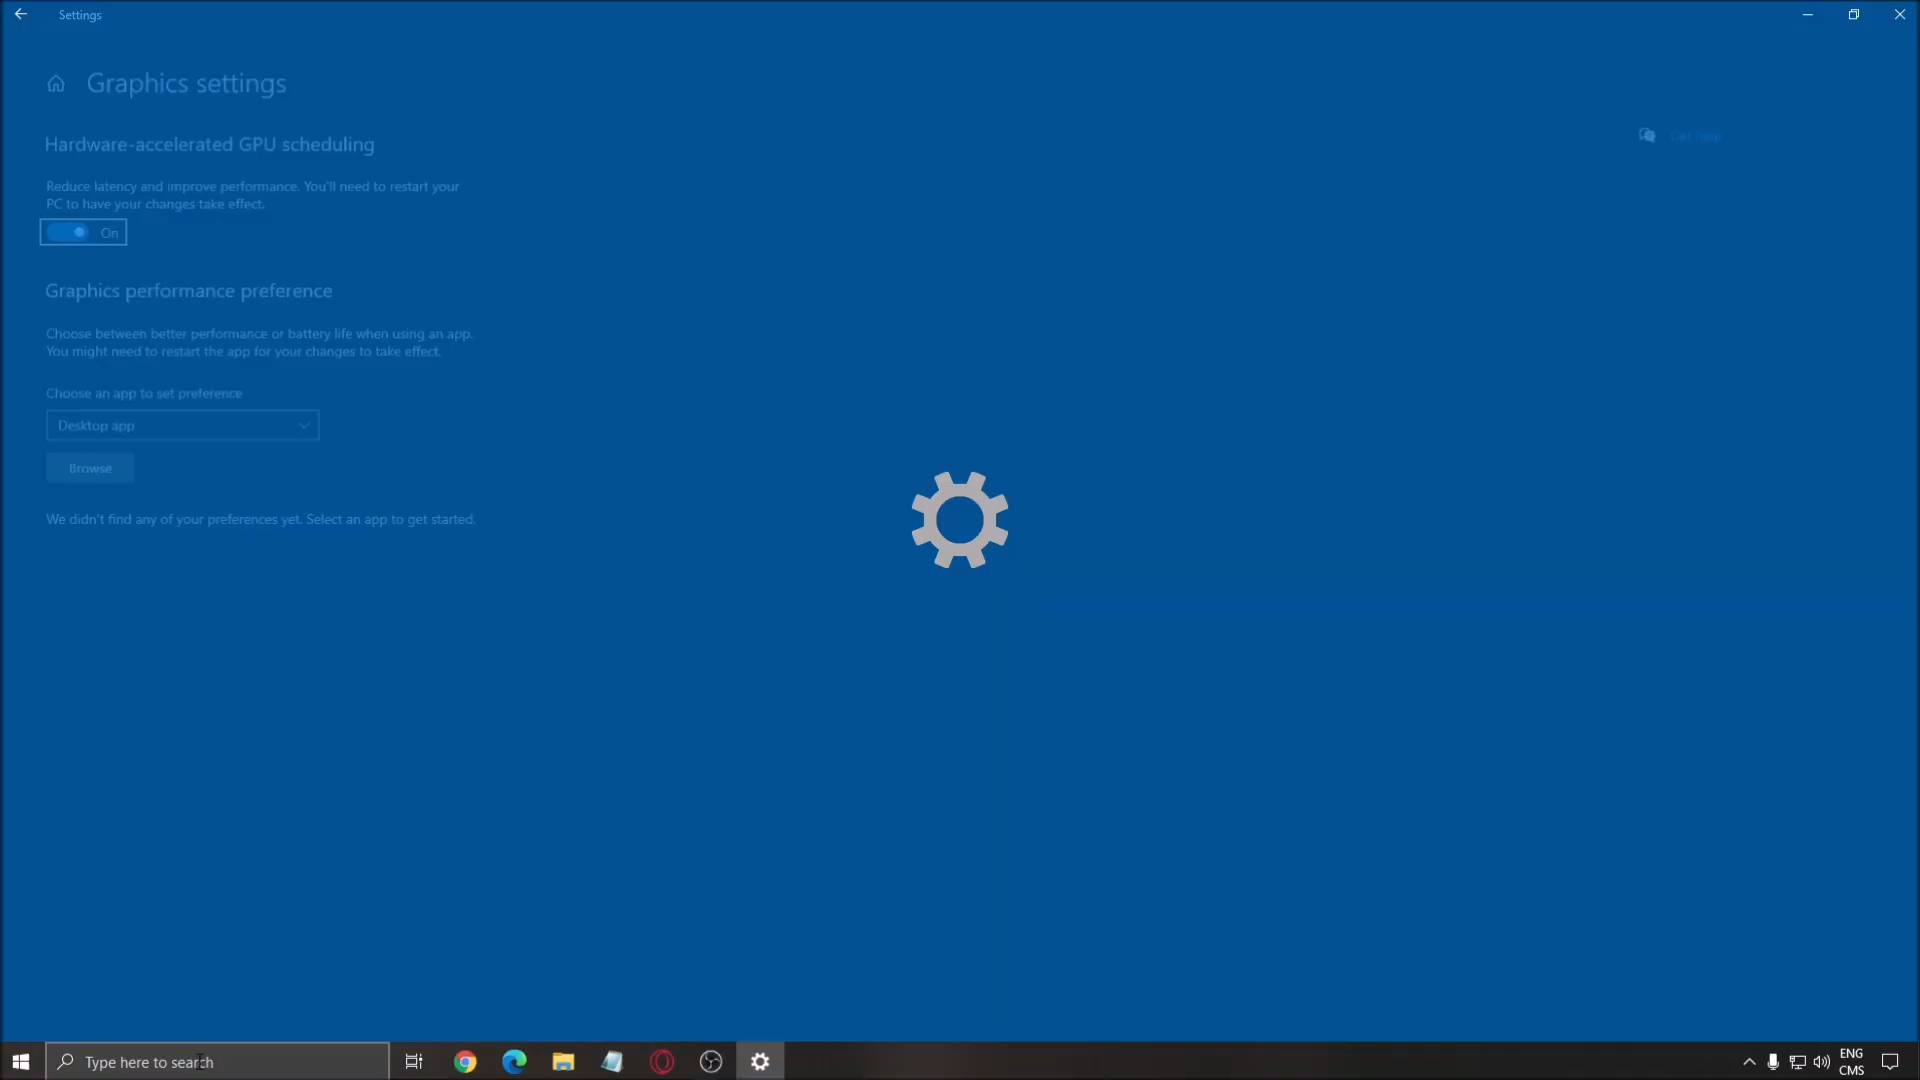 Settings
Graphics settings
Hardware-accelerated GPU scheduling
Get help
Reduce latency and improve performance. You'll need to restart your
PC to have your changes take effect.
On
Graphics performance preference
Choose between better performance or battery life when using an app.
You might need to restart the app for your changes to take effect.
Choose an app to set preference
Desktop app
Browse
We didn't find any of your preferences yet. Select an app to get started.
Type here to search
ENG
CMS